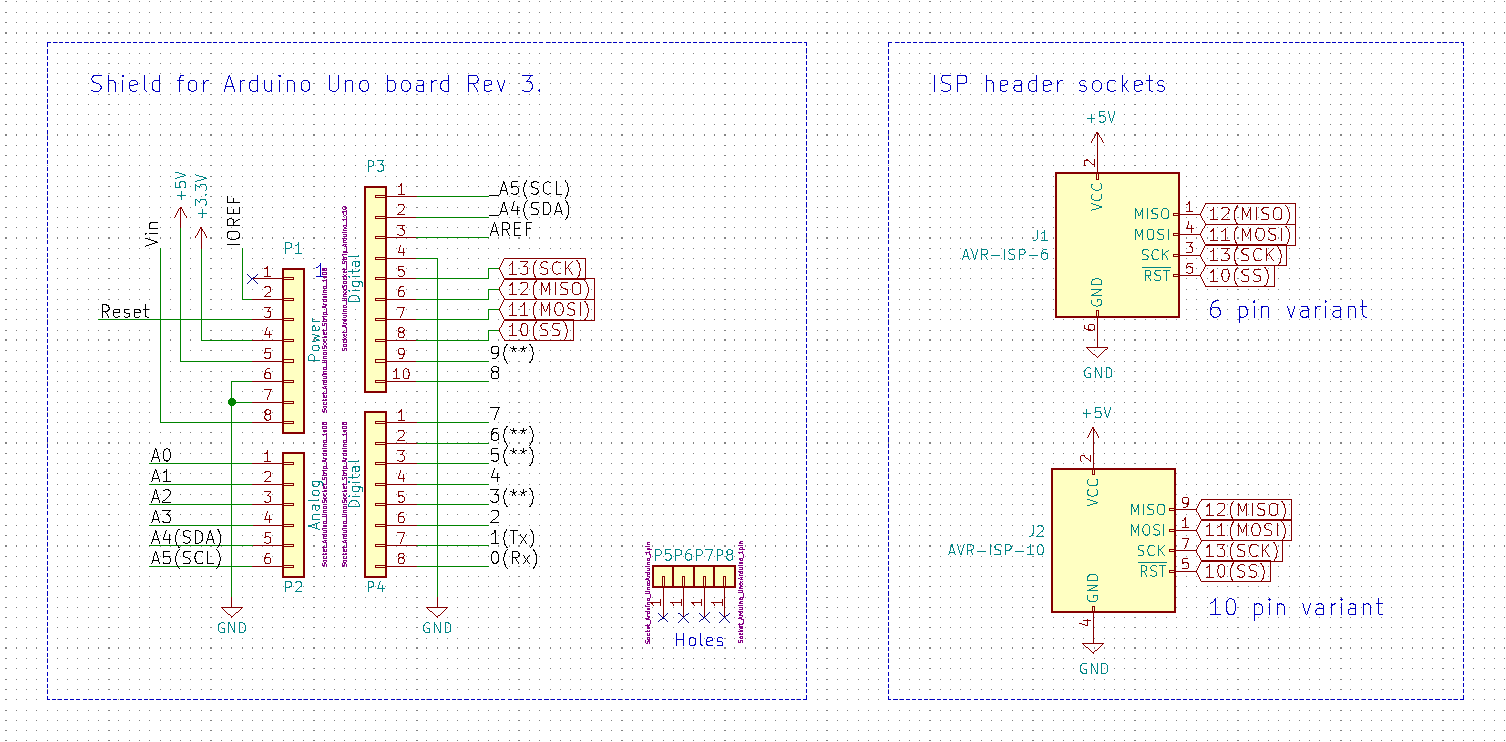 Shield for Arduino Uno board Rev 3.
Vin
+5V
+3.3V
IOREF
Reset
P1
1
1
2
3
4
5
6
7
8
Power
Socket_Arduino_Uno:Socket_Strip_Arduino_1x08
A0
A1
A2
A3
A4(SDA)
A5(SCL)
1
2
3
4
5
6
Analog
P2
Socket_Arduino_Uno:Socket_Strip_Arduino_1x06
GND
P3
1
2
3
4
5
6
7
8
9
10
Digital
Socket_Arduino_Uno:Socket_Strip_Arduino_1x10
_A5(SCL)
_A4(SDA)
AREF
13(SCK)
12(MISO)
11(MOSI)
10(SS)
9(**)
8
1
2
3
4
5
6
7
8
Digital
P4
Socket_Arduino_Uno:Socket_Strip_Arduino_1x08
7
6(**)
5(**)
4
3(**)
2
1(Tx)
0(Rx)
GND
P5P6P7P8
1
1
1
1
Holes
ISP header sockets
+5V
2
VCC
MISO
MOSI
SCK
RST
GND
1
4
3
5
12(MISO)
11(MOSI)
13(SCK)
10(SS)
J1
AVR-ISP-6
6
GND
6 pin variant
+5V
2
VCC
MISO
MOSI
SCK
RST
GND
9
1
7
5
12(MISO)
11(MOSI)
13(SCK)
10(SS)
J2
AVR-ISP-10
4
GND
10 pin variant